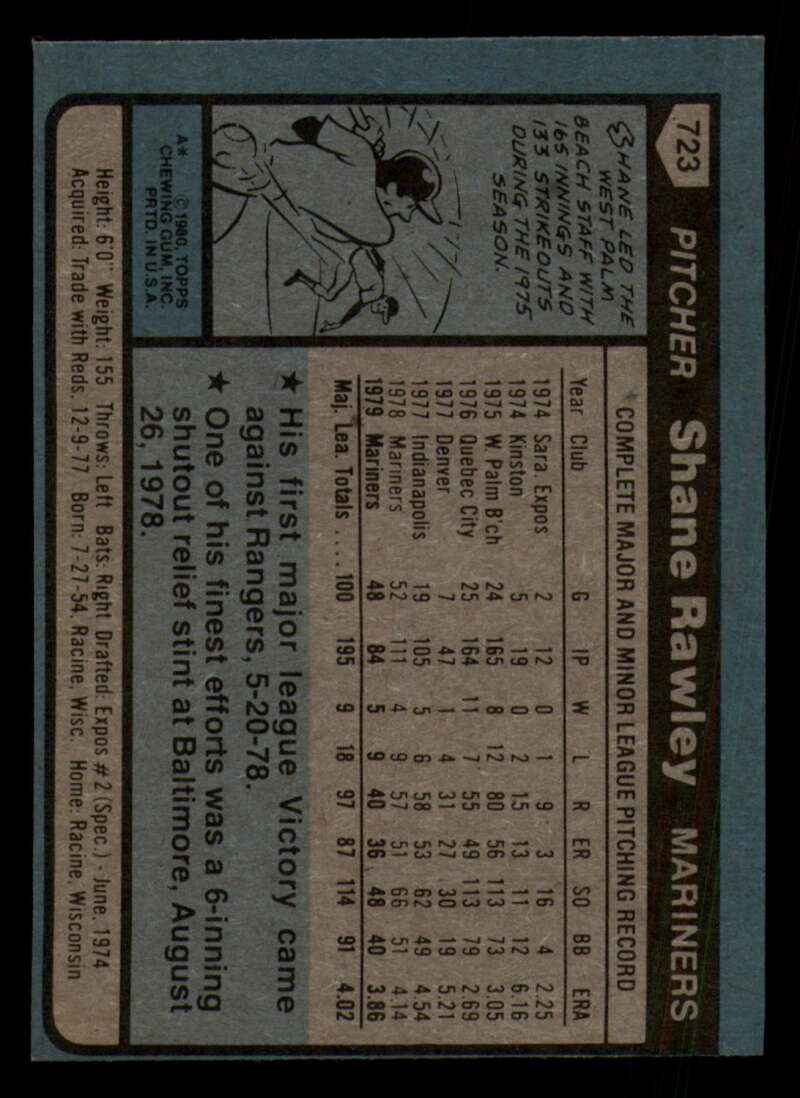 723 PITCHER Shane Rawley MARINERS
SHANE LED THE
WEST PALM
BEACH STAFF WITH
165 INNINGS AND
133 STRIKEOUTS
DURING THE 1975
SEASON.
A* ©1980, TOPPS
CHEWING GUM, INC.
PRTD. IN U.S.A.
COMPLETE MAJOR AND MINOR LEAGUE PITCHING RECORD
Year Club G IP W L R ER SO BB ERA
1974 Sara. Expos 2 12 0 1 9 3 16 4 2.25
1974 Kinston 5 19 0 2 15 13 11 12 6.16
1975 W Palm B'ch 24 165 8 12 80 56 113 73 3.05
1976 Quebec City 25 164 11 7 55 49 113 79 2.69
1977 Denver 7 47 1 4 31 27 30 19 5.21
1977 Indianapolis 19 105 5 6 58 53 62 49 4.54
1978 Mariners 52 111 4 9 57 51 66 51 4.14
1979 Mariners 48 84 5 9 40 36 48 40 3.86
Maj. Lea. Totals .... 100 195 9 18 97 87 114 91 4.02
★ His first major league Victory came
against Rangers, 5-20-78.
★ One of his finest efforts was a 6-inning
shutout relief stint at Baltimore, August
26, 1978.
Height: 6'0" Weight: 155 Throws: Left Bats: Right Drafted: Expos #2 (Spec.) - June, 1974
Acquired: Trade with Reds, 12-9-77 Born: 7-27-54, Racine, Wisc. Home: Racine, Wisconsin